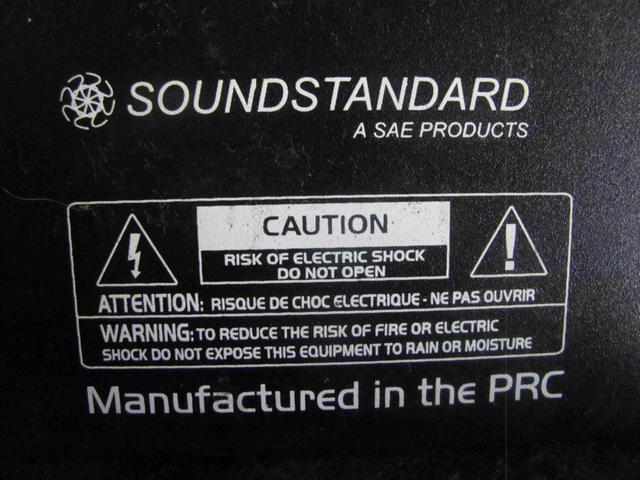 SOUNDSTANDARD
A SAE PRODUCTS
CAUTION
RISK OF ELECTRIC SHOCK
DO NOT OPEN
ATTENTION: RISQUE DE CHOC ELECTRIQUE - NE PAS OUVRIR
WARNING: TO REDUCE THE RISK OF FIRE OR ELECTRIC
SHOCK DO NOT EXPOSE THIS EQUIPMENT TO RAIN OR MOISTURE
Manufactured in the PRC